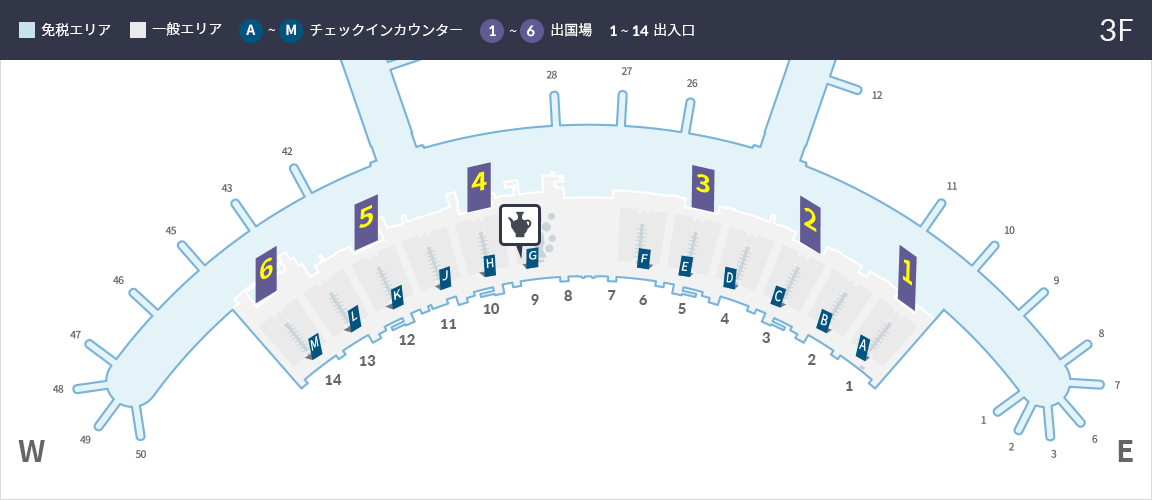 免税エリア 一般エリア A ~ M チェックインカウンター 1 ~ 6 出国場 1 ~ 14 出入口 3F
28 27 26 12
42 43 45 46 47 48 49 50
11 10 9 8 7 6 3 2 1
6 5 4 3 2 1
M L K J H G F E D C B A
14 13 12 11 10 9 8 7 6 5 4 3 2 1
W E